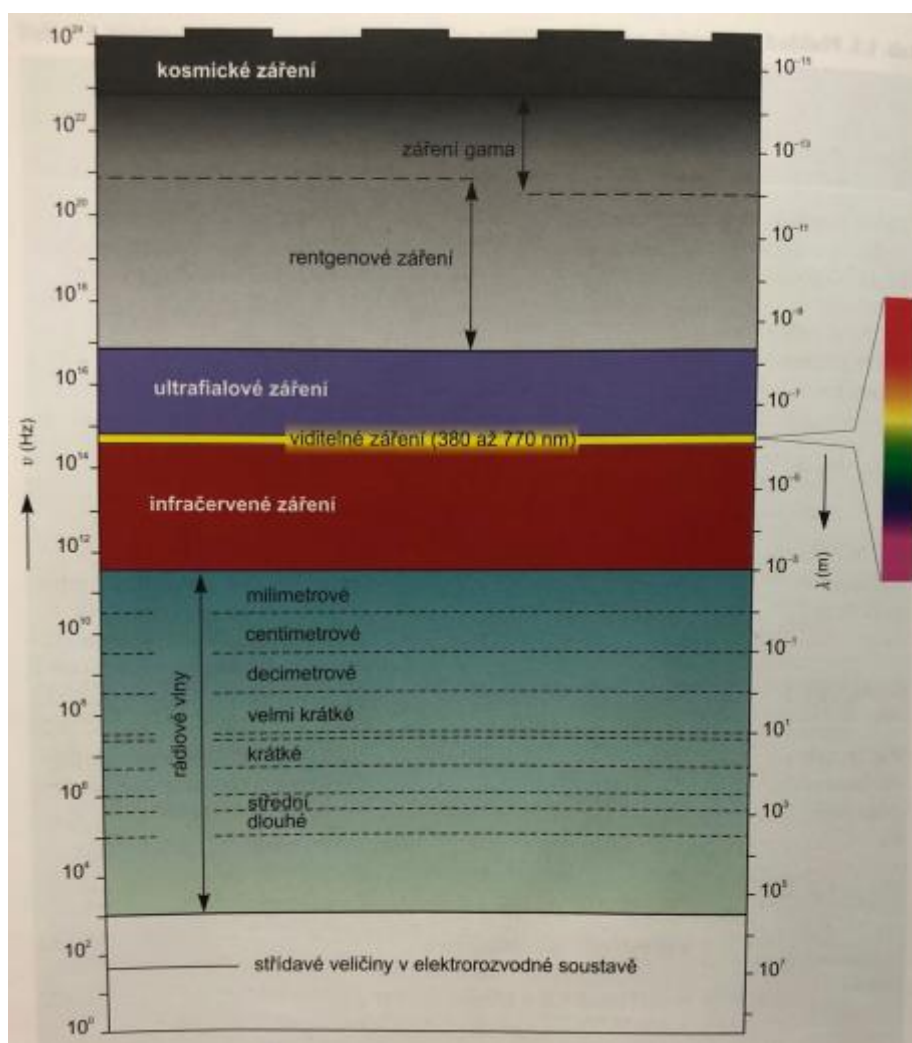 10²⁴
kosmické záření
10⁻¹⁵
10²²
záření gama
10⁻¹³
10²⁰
10⁻¹¹
rentgenové záření
10¹⁸
10⁻⁹
10¹⁶
ultrafialové záření
10⁻⁷
viditelné záření (380 až 770 nm)
ν (Hz)
10¹⁴
10⁻⁵
infračervené záření
10¹²
10⁻³
λ (m)
milimetrové
10¹⁰
centimetrové
10⁻¹
decimetrové
rádiové vlny
10⁸
velmi krátké
10¹
krátké
10⁶
střední
10³
dlouhé
10⁴
10⁵
10²
střídavé veličiny v elektrorozvodné soustavě
10⁷
10⁰